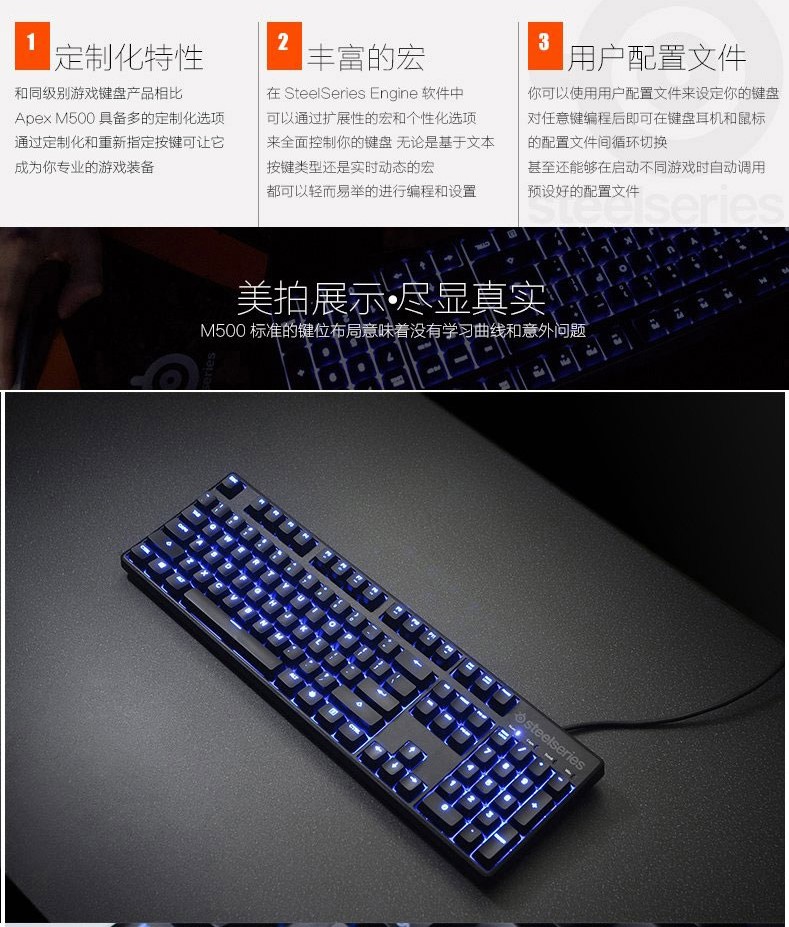 1 定制化特性
和同级别游戏键盘产品相比
Apex M500 具备多的定制化选项
通过定制化和重新指定按键可让它
成为你专业的游戏装备
2 丰富的宏
在 SteelSeries Engine 软件中
可以通过扩展性的宏和个性化选项
来全面控制你的键盘 无论是基于文本
按键类型还是实时动态的宏
都可以轻而易举的进行编程和设置
3 用户配置文件
你可以使用用户配置文件来设定你的键盘
对任意键编程后即可在键盘耳机和鼠标
的配置文件间循环切换
甚至还能够在启动不同游戏时自动调用
预设好的配置文件
steelseries
美拍展示•尽显真实
M500 标准的键位布局意味着没有学习曲线和意外问题
steelseries